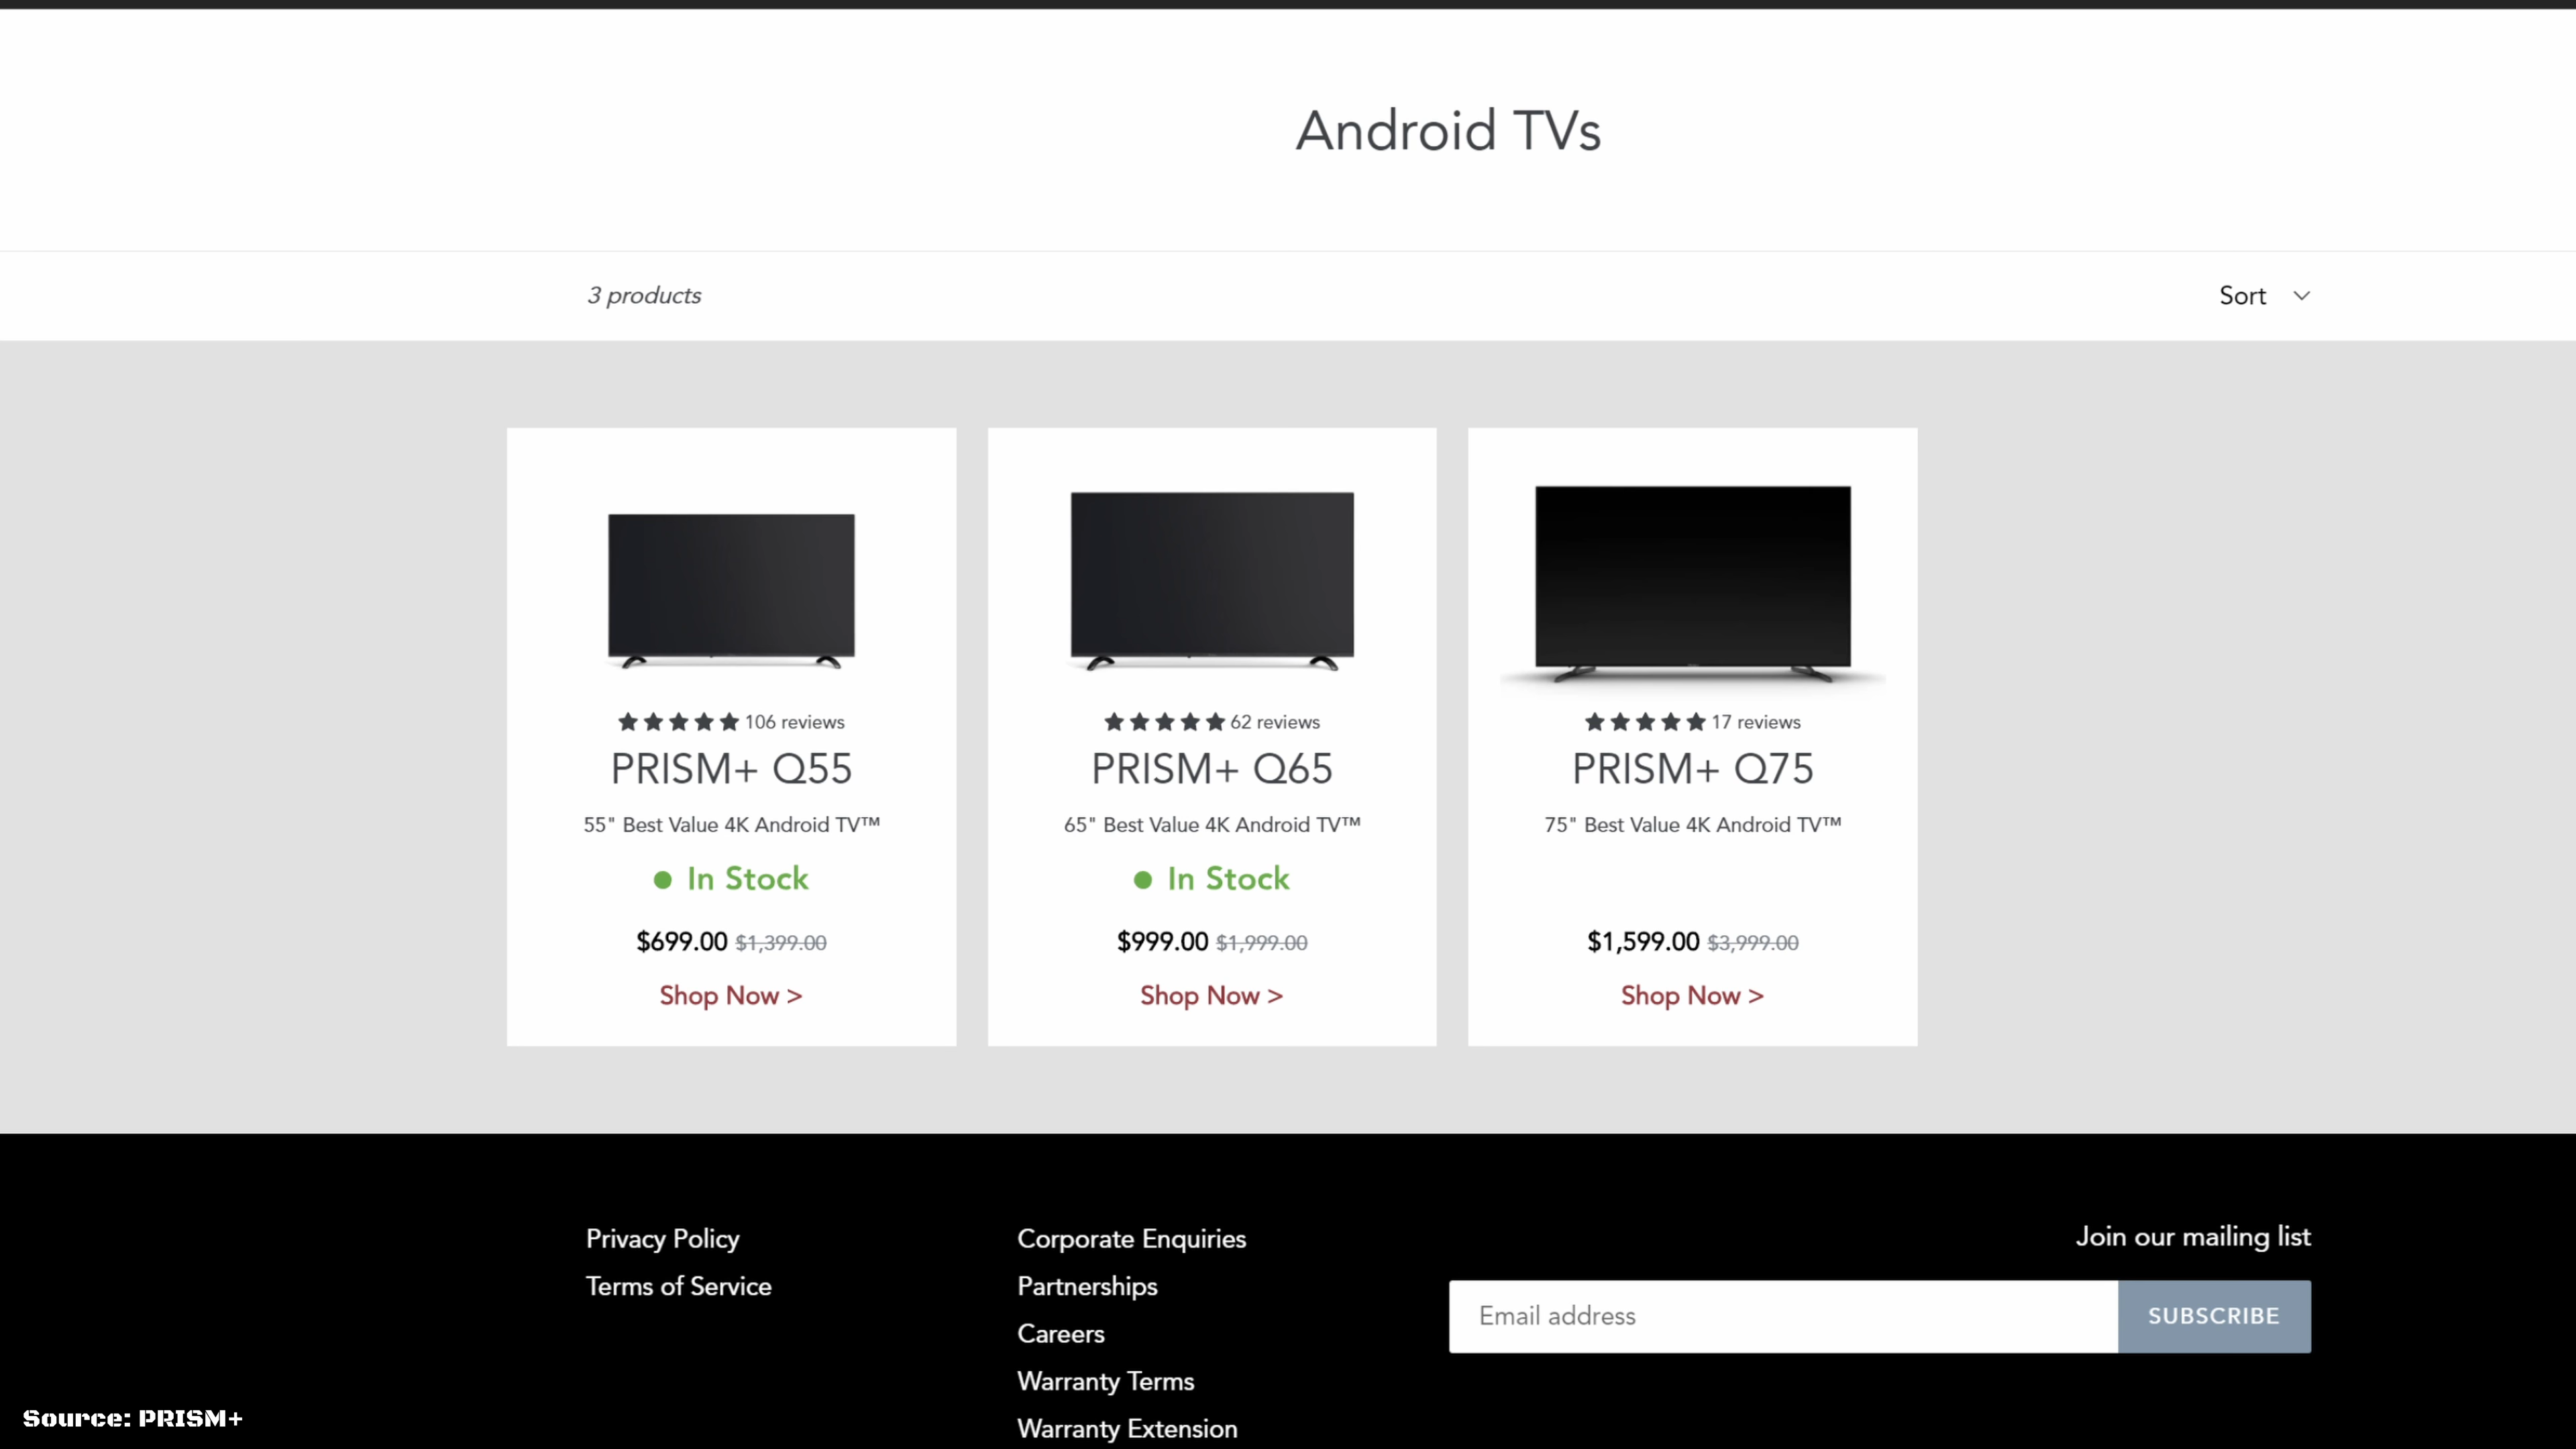 Android TVs
3 products
Sort
106 reviews
PRISM+ Q55
55" Best Value 4K Android TV™
In Stock
$699.00 $1,399.00
Shop Now >
62 reviews
PRISM+ Q65
65" Best Value 4K Android TV™
In Stock
$999.00 $1,999.00
Shop Now >
17 reviews
PRISM+ Q75
75" Best Value 4K Android TV™
$1,599.00 $3,999.00
Shop Now >
Privacy Policy
Terms of Service
Corporate Enquiries
Partnerships
Careers
Warranty Terms
Warranty Extension
Join our mailing list
Email address
SUBSCRIBE
Source: PRISM+